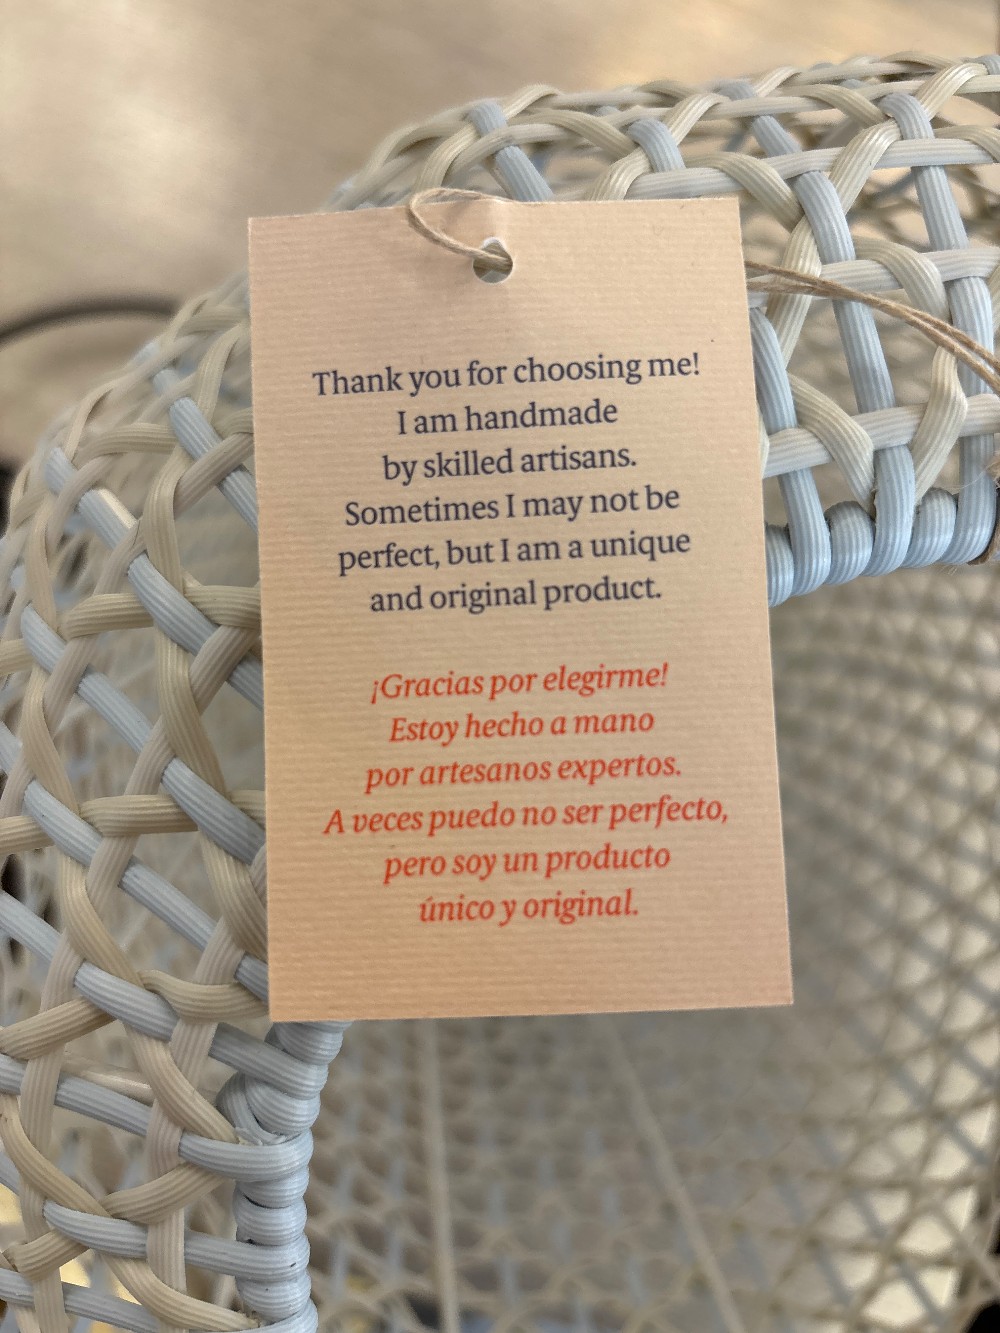 Thank you for choosing me!
I am handmade
by skilled artisans.
Sometimes I may not be
perfect, but I am a unique
and original product.
¡Gracias por elegirme!
Estoy hecho a mano
por artesanos expertos.
A veces puedo no ser perfecto,
pero soy un producto
único y original.